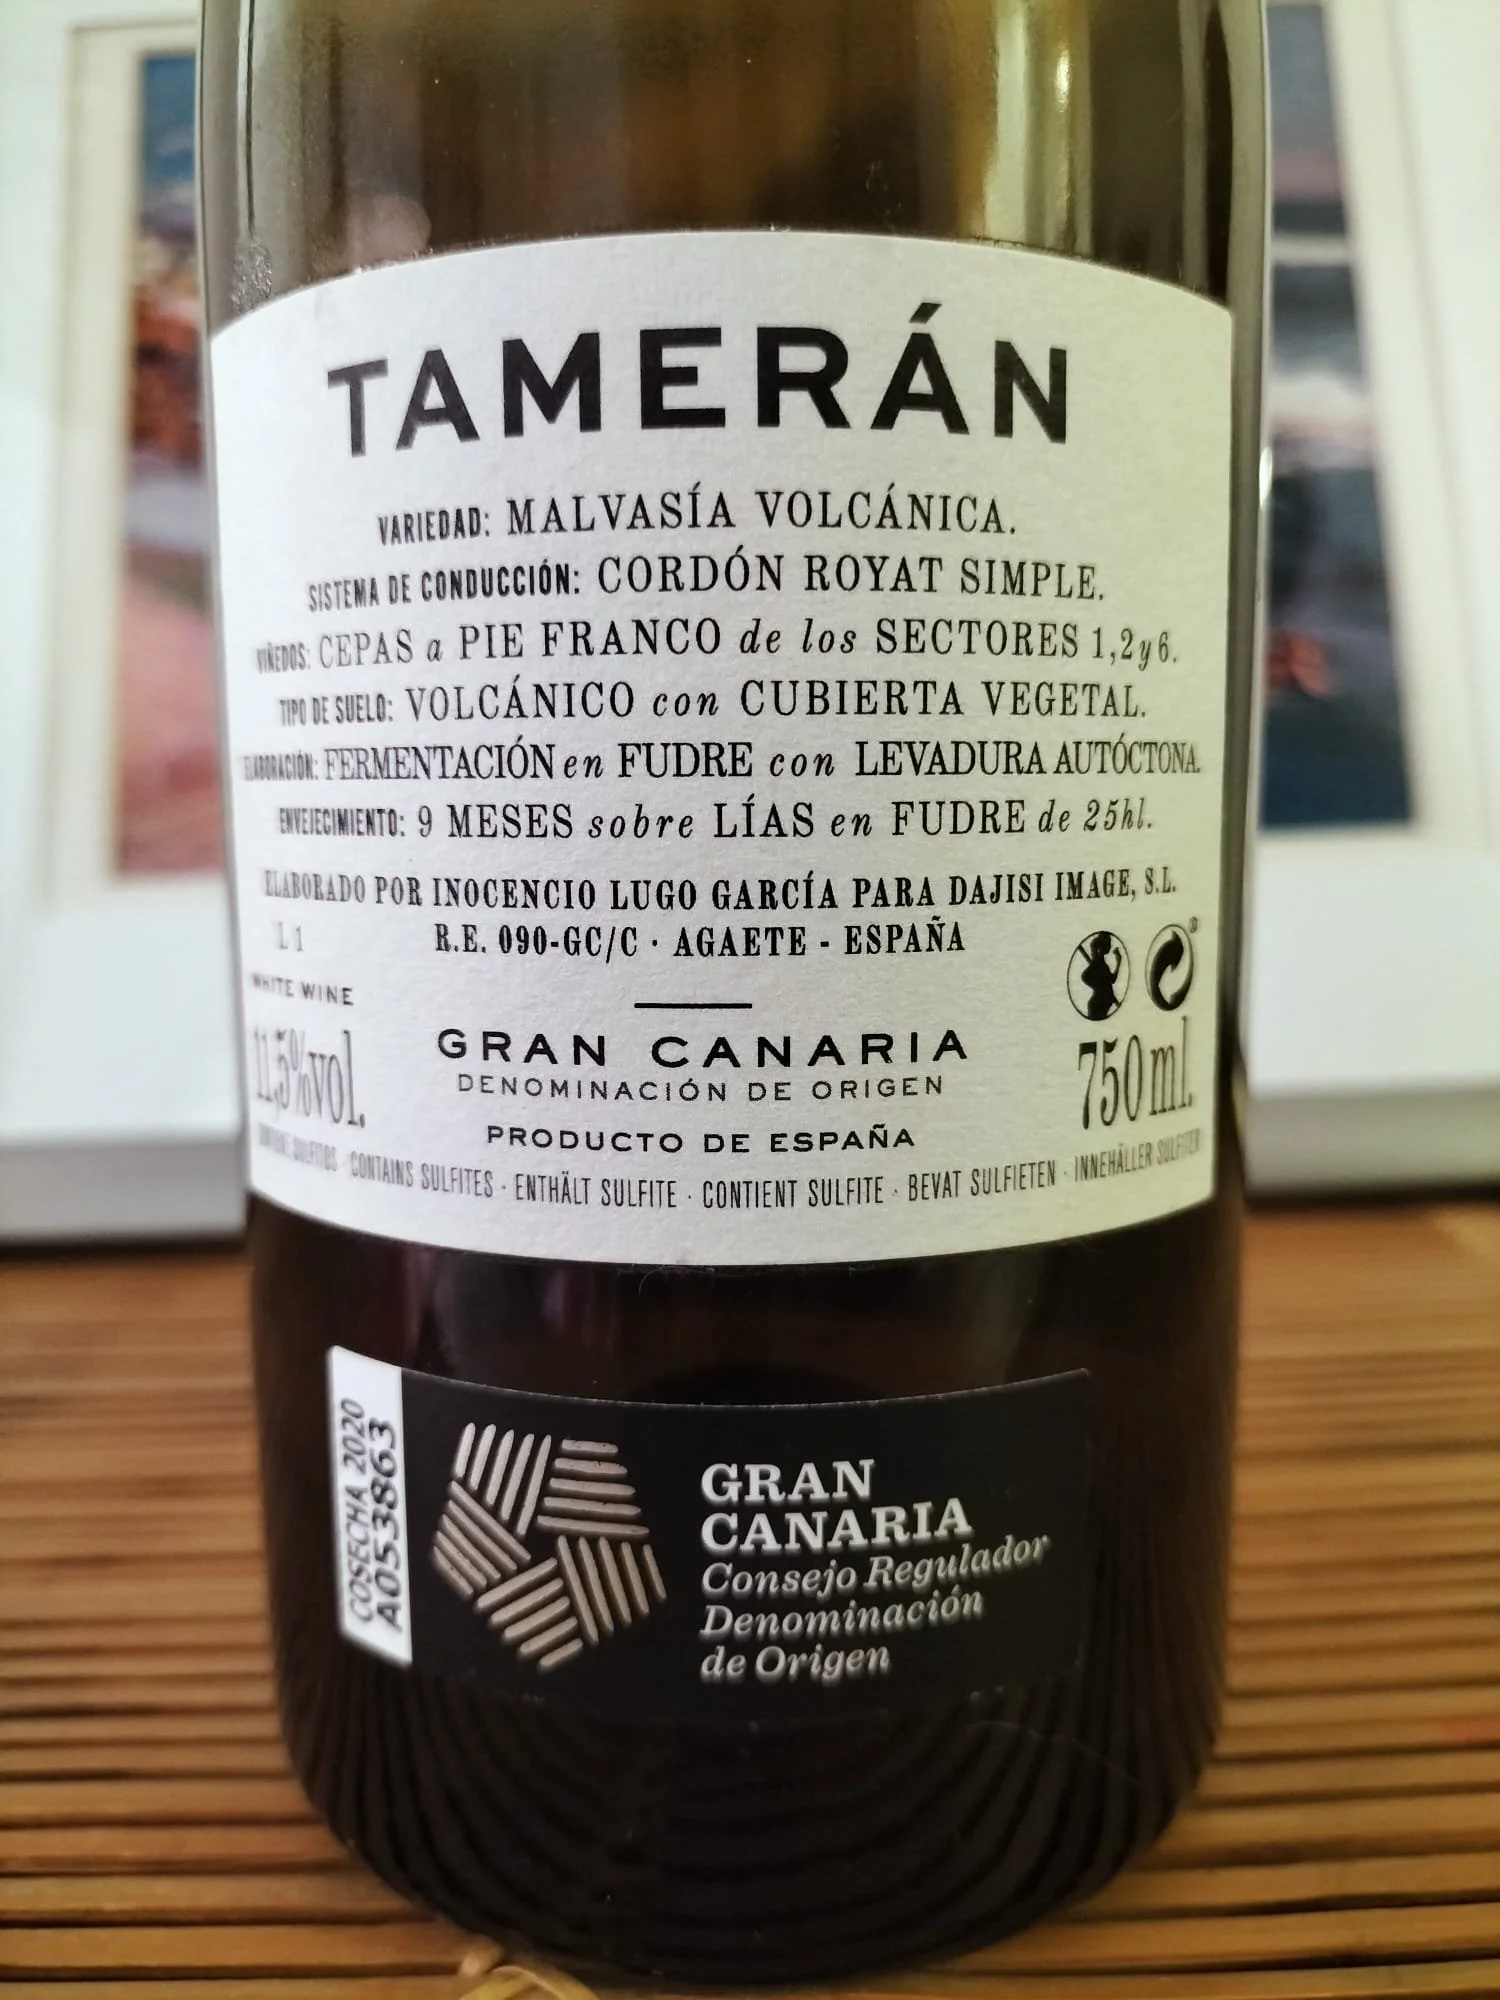 TAMERÁN
VARIEDAD: MALVASÍA VOLCÁNICA.
SISTEMA DE CONDUCCIÓN: CORDÓN ROYAT SIMPLE.
VIÑEDOS: CEPAS a PIE FRANCO de los SECTORES 1,2 y 6.
TIPO DE SUELO: VOLCÁNICO con CUBIERTA VEGETAL.
ELABORACIÓN: FERMENTACIÓN en FUDRE con LEVADURA AUTÓCTONA.
ENVEJECIMIENTO: 9 MESES sobre LÍAS en FUDRE de 25hl.
ELABORADO POR INOCENCIO LUGO GARCÍA PARA DAJISI IMAGE, S.L.
L1
R.E. 090-GC/C · AGAETE - ESPAÑA
WHITE WINE
11,5%vol.
GRAN CANARIA
DENOMINACIÓN DE ORIGEN
750ml.
PRODUCTO DE ESPAÑA
CONTIENE SULFITOS · CONTAINS SULFITES · ENTHÄLT SULFITE · CONTIENT SULFITE · BEVAT SULFIETEN · INNEHÅLLER SULFITER
COSECHA 2020
A053863
GRAN
CANARIA
Consejo Regulador
Denominación
de Origen